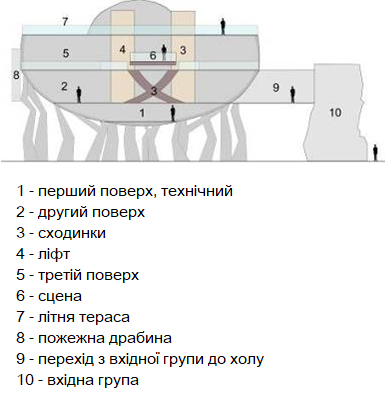 7
5
4
6
3
8
2
3
9
1
10
1 - перший поверх, технічний
2 - другий поверх
3 - сходинки
4 - ліфт
5 - третій поверх
6 - сцена
7 - літня тераса
8 - пожежна драбина
9 - перехід з вхідної групи до холу
10 - вхідна група